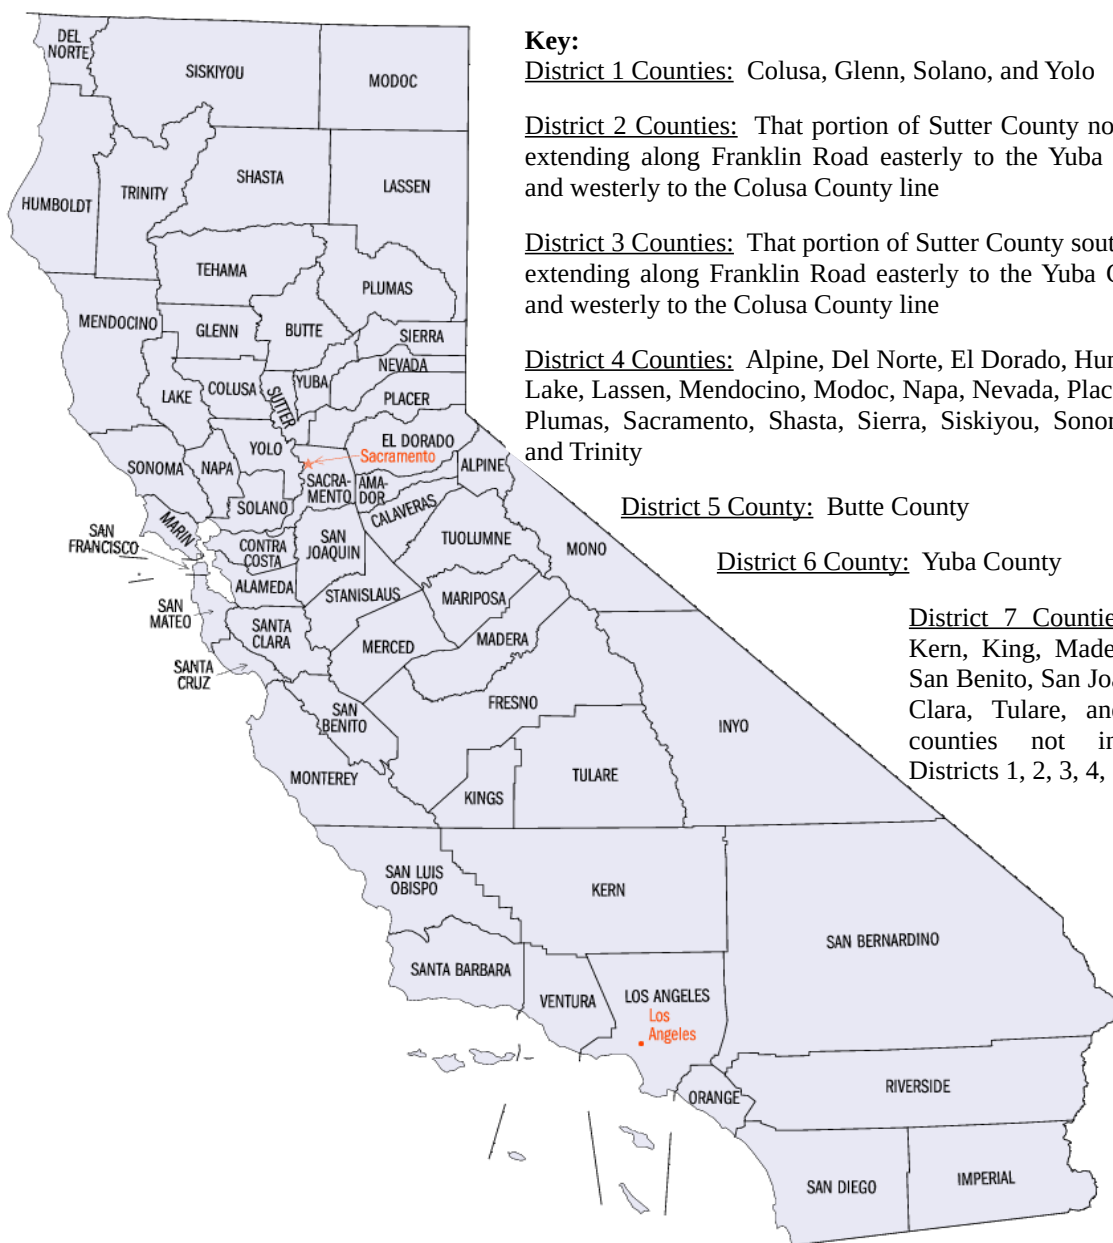 Key:
District 1 Counties: Colusa, Glenn, Solano, and Yolo
District 2 Counties: That portion of Sutter County
extending along Franklin Road easterly to the Yuba
and westerly to the Colusa County line
District 3 Counties: That portion of Sutter County
extending along Franklin Road easterly to the Yuba
and westerly to the Colusa County line
District 4 Counties: Alpine, Del Norte, El Dorado,
Lake, Lassen, Mendocino, Modoc, Napa, Nevada,
Plumas, Sacramento, Shasta, Sierra, Siskiyou,
and Trinity
District 5 County: Butte County
District 6 County: Yuba County
District 7
Kern, King,
San Benito, San
Clara, Tulare,
counties not
Districts 1, 2, 3, 4,
DEL
NORTE
SISKIYOU
MODOC
HUMBOLDT
TRINITY
SHASTA
LASSEN
TEHAMA
PLUMAS
MENDOCINO
GLENN
BUTTE
SIERRA
NEVADA
YUBA
COLUSA
LAKE
SUTTER
PLACER
YOLO
EL DORADO
Sacramento
SONOMA
NAPA
ALPINE
SACRA-
MENTO
AMA-
DOR
SOLANO
CALAVERAS
MARIN
SAN
FRANCISCO
CONTRA
COSTA
SAN
JOAQUIN
TUOLUMNE
MONO
ALAMEDA
STANISLAUS
MARIPOSA
SAN
MATEO
SANTA
CLARA
MERCED
MADERA
SANTA
CRUZ
SAN
BENITO
FRESNO
INYO
MONTEREY
KINGS
TULARE
SAN LUIS
OBISPO
KERN
SAN BERNARDINO
SANTA BARBARA
VENTURA
LOS ANGELES
Los
Angeles
ORANGE
RIVERSIDE
SAN DIEGO
IMPERIAL